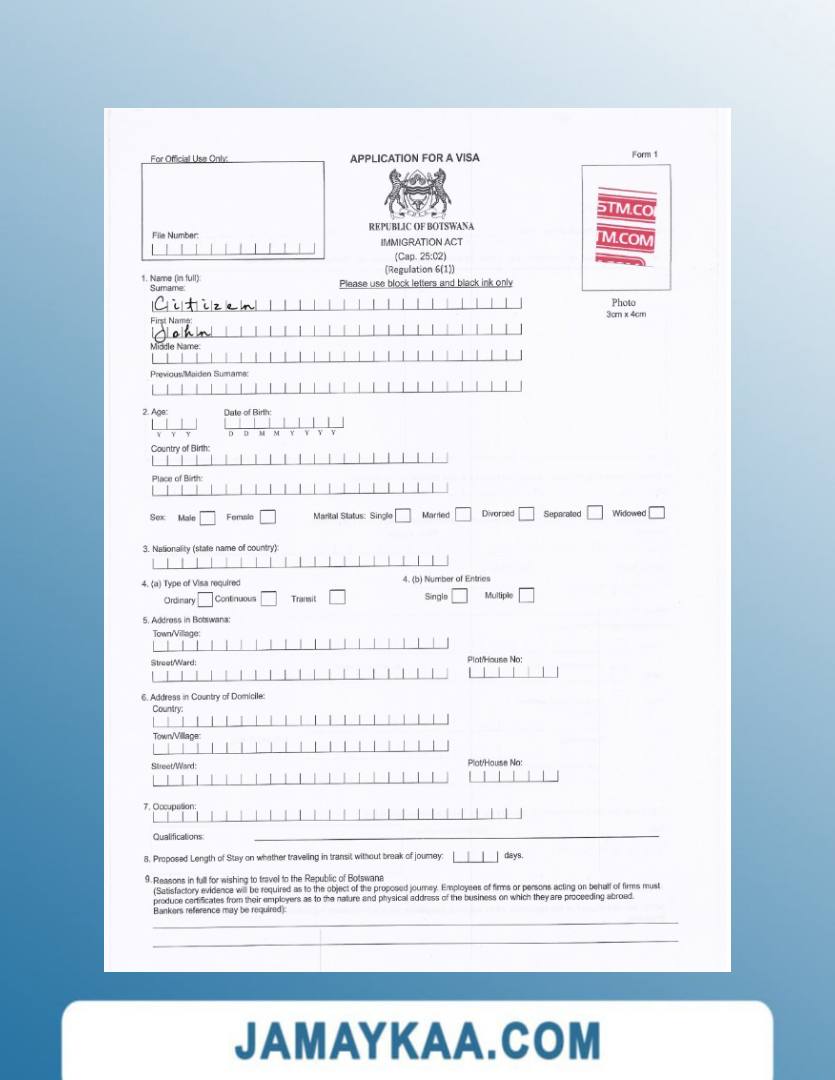 For Official Use Only:
APPLICATION FOR A VISA
Form 1
File Number:
REPUBLIC OF BOTSWANA
IMMIGRATION ACT
(Cap. 25:02)
(Regulation 6(1))
Please use block letters and black ink only
STM.CO
TM.COM
Photo
3cm x 4cm
1. Name (in full):
Surname:
Citizen
First Name:
John
Middle Name:
Previous/Maiden Surname:
2. Age:
Date of Birth:
Y Y Y
D D M M Y Y Y Y
Country of Birth:
Place of Birth:
Sex: Male Female Marital Status: Single Married Divorced Separated Widowed
3. Nationality (state name of country):
4. (a) Type of Visa required
4. (b) Number of Entries
Ordinary Continuous Transit
Single Multiple
5. Address in Botswana:
Town/Village:
Street/Ward:
Plot/House No:
6. Address in Country of Domicile:
Country:
Town/Village:
Street/Ward:
Plot/House No:
7. Occupation:
Qualifications:
8. Proposed Length of Stay on whether traveling in transit without break of journey: days.
9. Reasons in full for wishing to travel to the Republic of Botswana
(Satisfactory evidence will be required as to the object of the proposed journey. Employees of firms or persons acting on behalf of firms must
produce certificates from their employers as to the nature and physical address of the business on which they are proceeding abroad.
Bankers reference may be required):
JAMAYKAA.COM